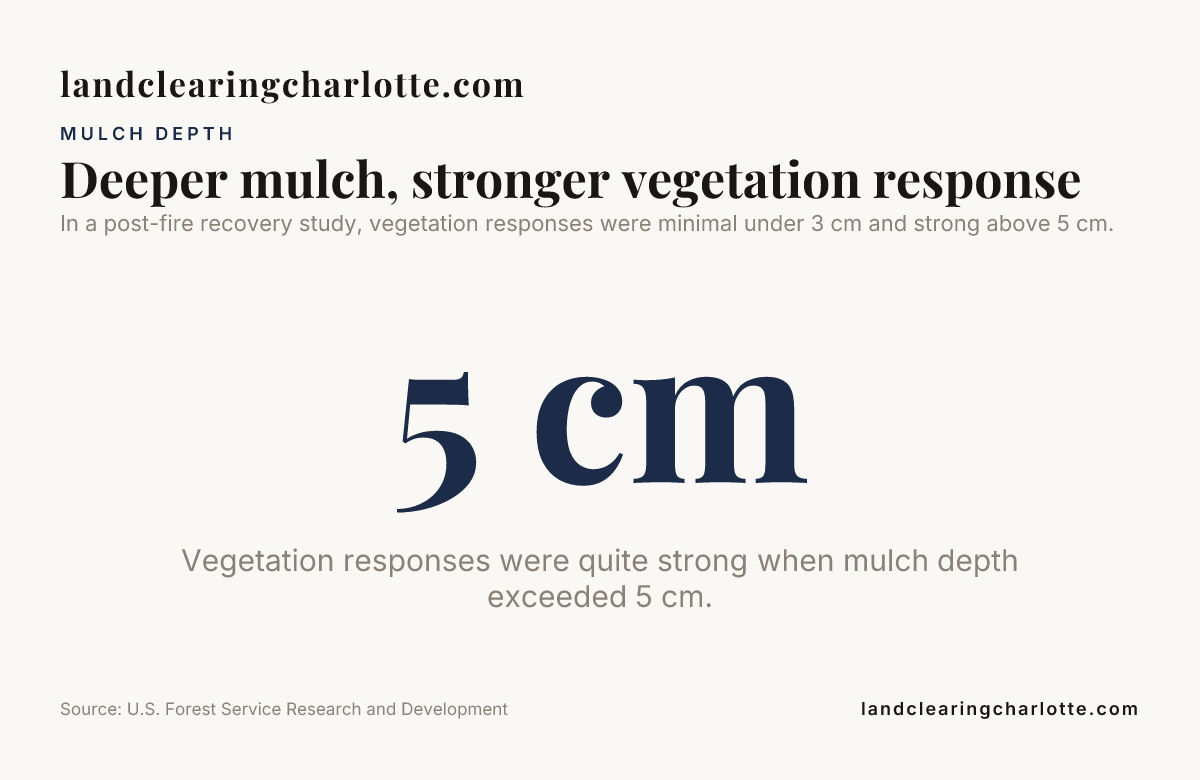 landclearingcharlotte.com
MULCH DEPTH
Deeper mulch, stronger vegetation response
In a post-fire recovery study, vegetation responses were minimal under 3 cm and strong above 5 cm.
5 cm
Vegetation responses were quite strong when mulch depth
exceeded 5 cm.
Source: U.S. Forest Service Research and Development
landclearingcharlotte.com